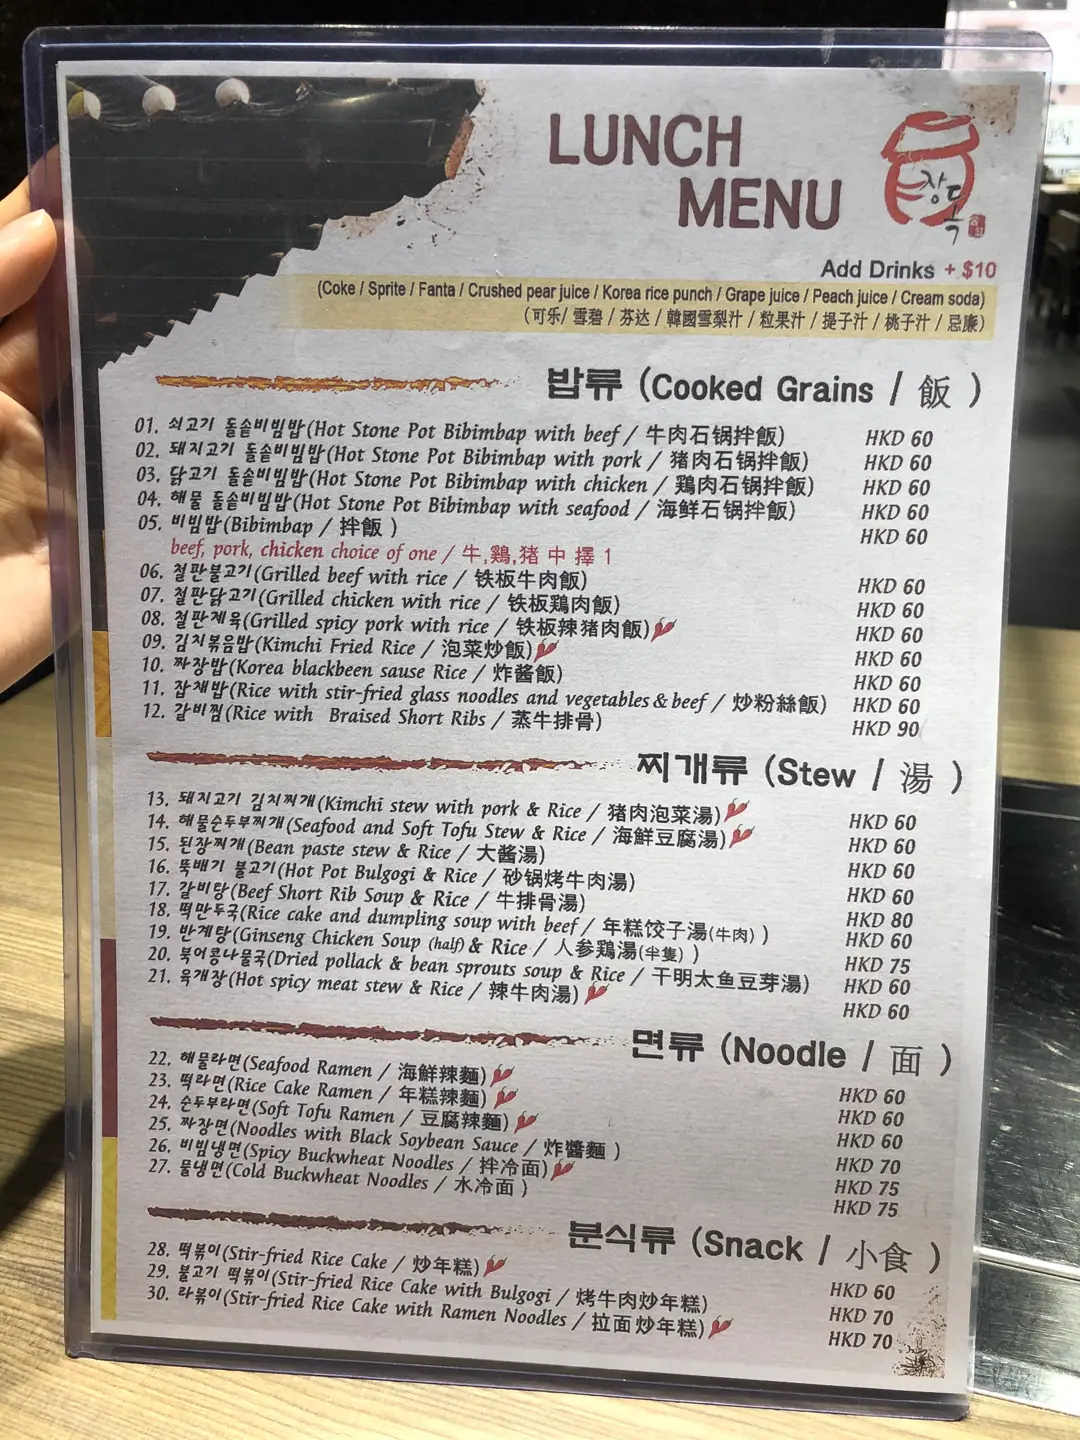 LUNCH
MENU
장독
Add Drinks + $10
(Coke / Sprite / Fanta / Crushed pear juice / Korea rice punch / Grape juice / Peach juice / Cream soda)
(可乐/ 雪碧 / 芬达 / 韓國雪梨汁 / 粒果汁 / 提子汁 / 桃子汁 / 忌廉)
밥류 (Cooked Grains / 飯 )
01. 쇠고기 돌솥비빔밥(Hot Stone Pot Bibimbap with beef / 牛肉石锅拌飯) HKD 60
02. 돼지고기 돌솥비빔밥(Hot Stone Pot Bibimbap with pork / 猪肉石锅拌飯) HKD 60
03. 닭고기 돌솥비빔밥(Hot Stone Pot Bibimbap with chicken / 鶏肉石锅拌飯) HKD 60
04. 해물 돌솥비빔밥(Hot Stone Pot Bibimbap with seafood / 海鲜石锅拌飯) HKD 60
05. 비빔밥(Bibimbap / 拌飯 ) HKD 60
beef, pork, chicken choice of one / 牛,鷄,猪 中 擇 1
06. 철판불고기(Grilled beef with rice / 铁板牛肉飯) HKD 60
07. 철판닭고기(Grilled chicken with rice / 铁板鶏肉飯) HKD 60
08. 철판제육(Grilled spicy pork with rice / 铁板辣猪肉飯) HKD 60
09. 김치볶음밥(Kimchi Fried Rice / 泡菜炒飯) HKD 60
10. 짜장밥(Korea blackbeen sause Rice / 炸酱飯) HKD 60
11. 잡채밥(Rice with stir-fried glass noodles and vegetables & beef / 炒粉絲飯) HKD 60
12. 갈비찜(Rice with Braised Short Ribs / 蒸牛排骨) HKD 90
찌개류 (Stew / 湯 )
13. 돼지고기 김치찌개(Kimchi stew with pork & Rice / 猪肉泡菜湯) HKD 60
14. 해물순두부찌개(Seafood and Soft Tofu Stew & Rice / 海鮮豆腐湯) HKD 60
15. 된장찌개(Bean paste stew & Rice / 大酱湯) HKD 60
16. 뚝배기 불고기(Hot Pot Bulgogi & Rice / 砂锅烤牛肉湯) HKD 60
17. 갈비탕(Beef Short Rib Soup & Rice / 牛排骨湯) HKD 80
18. 떡만두국(Rice cake and dumpling soup with beef / 年糕饺子湯(牛肉) ) HKD 60
19. 반계탕(Ginseng Chicken Soup (half) & Rice / 人参鶏湯(半隻) ) HKD 75
20. 북어콩나물국(Dried pollack & bean sprouts soup & Rice / 干明太鱼豆芽湯) HKD 60
21. 육개장(Hot spicy meat stew & Rice / 辣牛肉湯) HKD 60
면류 (Noodle / 面 )
22. 해물라면(Seafood Ramen / 海鮮辣麵) HKD 60
23. 떡라면(Rice Cake Ramen / 年糕辣麵) HKD 60
24. 순두부라면(Soft Tofu Ramen / 豆腐辣麵) HKD 60
25. 짜장면(Noodles with Black Soybean Sauce / 炸醬麵 ) HKD 70
26. 비빔냉면(Spicy Buckwheat Noodles / 拌冷面) HKD 75
27. 물냉면(Cold Buckwheat Noodles / 水冷面 ) HKD 75
분식류 (Snack / 小食 )
28. 떡볶이(Stir-fried Rice Cake / 炒年糕) HKD 60
29. 불고기 떡볶이(Stir-fried Rice Cake with Bulgogi / 烤牛肉炒年糕) HKD 70
30. 라볶이(Stir-fried Rice Cake with Ramen Noodles / 拉面炒年糕) HKD 70